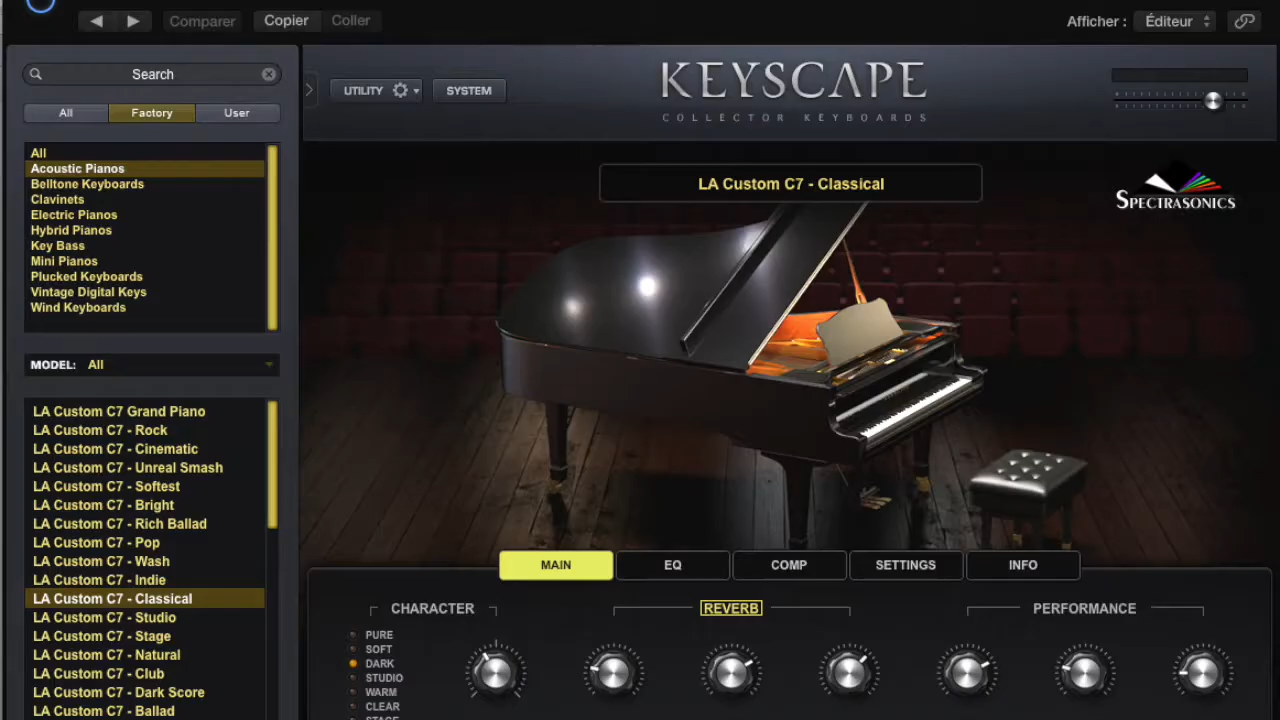 Comparer
Copier
Coller
Afficher :
Éditeur
Search
All
Factory
User
UTILITY
SYSTEM
KEYSCAPE
COLLECTOR KEYBOARDS
All
Acoustic Pianos
Belltone Keyboards
Clavinets
Electric Pianos
Hybrid Pianos
Key Bass
Mini Pianos
Plucked Keyboards
Vintage Digital Keys
Wind Keyboards
LA Custom C7 - Classical
SPECTRASONICS
MODEL: All
LA Custom C7 Grand Piano
LA Custom C7 - Rock
LA Custom C7 - Cinematic
LA Custom C7 - Unreal Smash
LA Custom C7 - Softest
LA Custom C7 - Bright
LA Custom C7 - Rich Ballad
LA Custom C7 - Pop
LA Custom C7 - Wash
LA Custom C7 - Indie
LA Custom C7 - Classical
LA Custom C7 - Studio
LA Custom C7 - Stage
LA Custom C7 - Natural
LA Custom C7 - Club
LA Custom C7 - Dark Score
LA Custom C7 - Ballad
MAIN
EQ
COMP
SETTINGS
INFO
CHARACTER
REVERB
PERFORMANCE
PURE
SOFT
DARK
STUDIO
WARM
CLEAR
STAGE